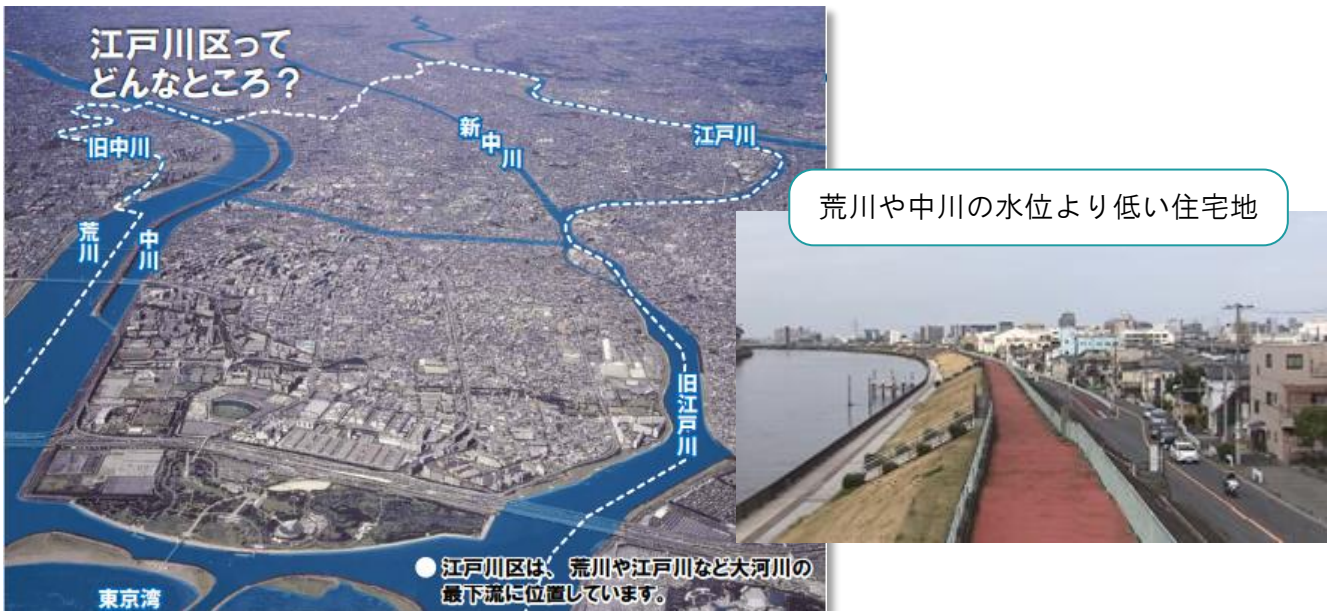 江戸川区って
どんなところ？
旧中川
新中川
江戸川
荒川
中川
旧江戸川
荒川や中川の水位より低い住宅地
●江戸川区は、荒川や江戸川など大河川の
最下流に位置しています。
東京湾